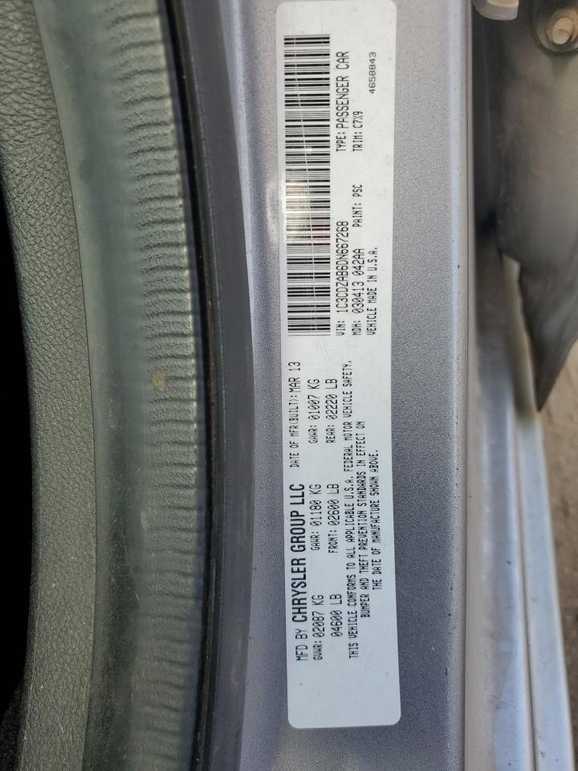 MFD BY CHRYSLER GROUP LLC DATE OF MFR(BUILT): MAR 13
GVWR: 02087 KG GAWR: 01180 KG GAWR: 01007 KG
04600 LB FRONT: 02600 LB REAR: 02220 LB
THIS VEHICLE CONFORMS TO ALL APPLICABLE U.S.A. FEDERAL MOTOR VEHICLE SAFETY,
BUMPER AND THEFT PREVENTION STANDARDS IN EFFECT ON
THE DATE OF MANUFACTURE SHOWN ABOVE.
VIN: 1C3CDZAB6DN667268 TYPE: PASSENGER CAR
MDH: 030413 042AA PAINT: PSC TRIM: C7X9
VEHICLE MADE IN U.S.A. 4658843